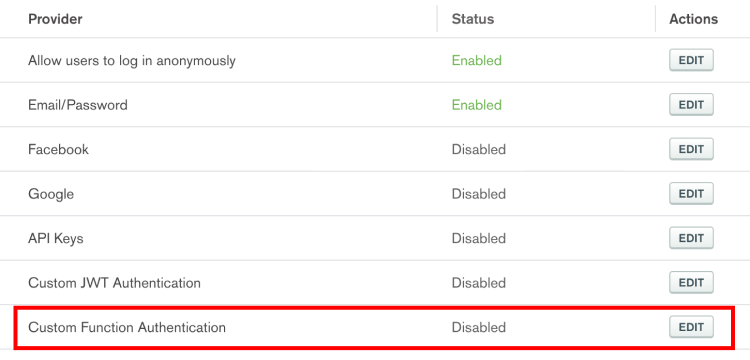 Provider Status Actions
Allow users to log in anonymously Enabled EDIT
Email/Password Enabled EDIT
Facebook Disabled EDIT
Google Disabled EDIT
API Keys Disabled EDIT
Custom JWT Authentication Disabled EDIT
Custom Function Authentication Disabled EDIT